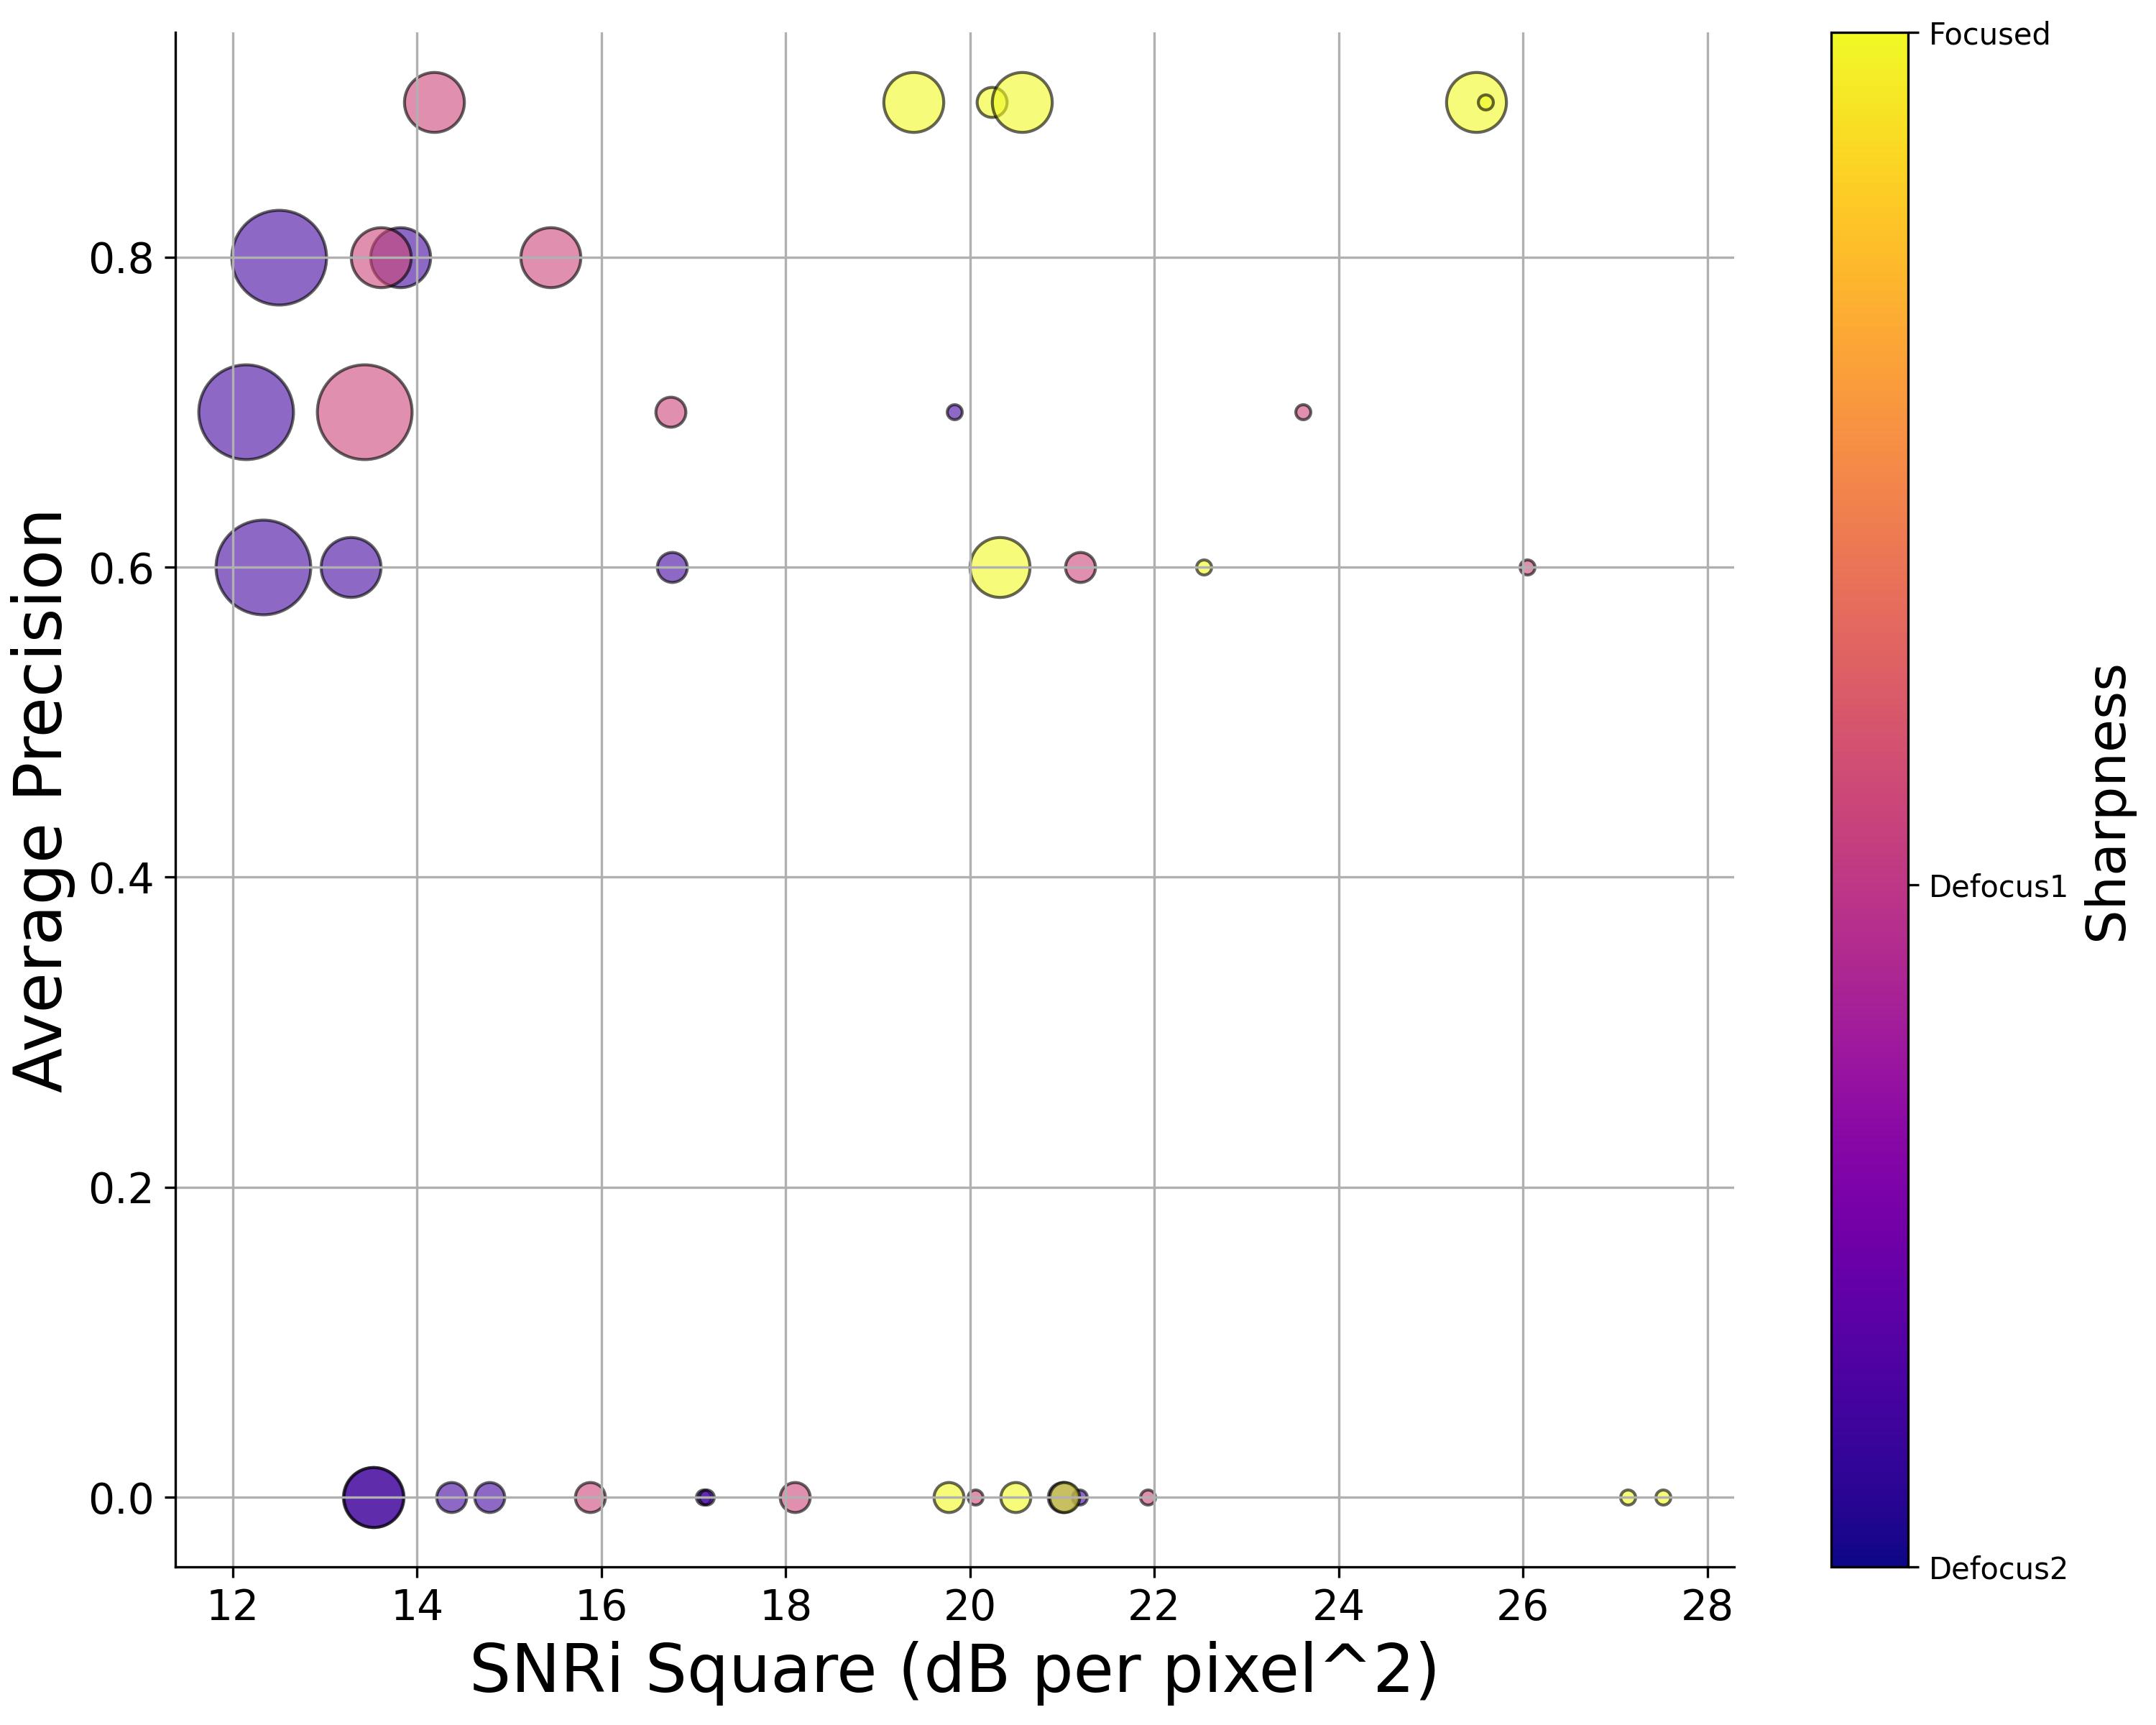 Average Precision
0.8
0.6
0.4
0.2
0.0
12 14 16 18 20 22 24 26 28
SNRi Square (dB per pixel^2)
Focused
Defocus1
Defocus2
Sharpness